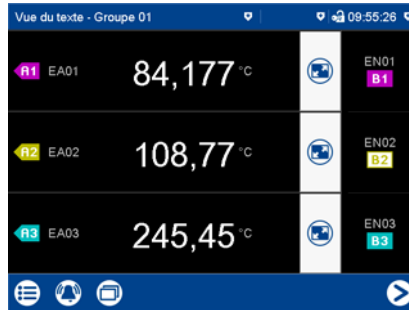 Vue du texte - Groupe 01 09:55:26
A1 EA01 84,177 °C EN01 B1
A2 EA02 108,77 °C EN02 B2
A3 EA03 245,45 °C EN03 B3